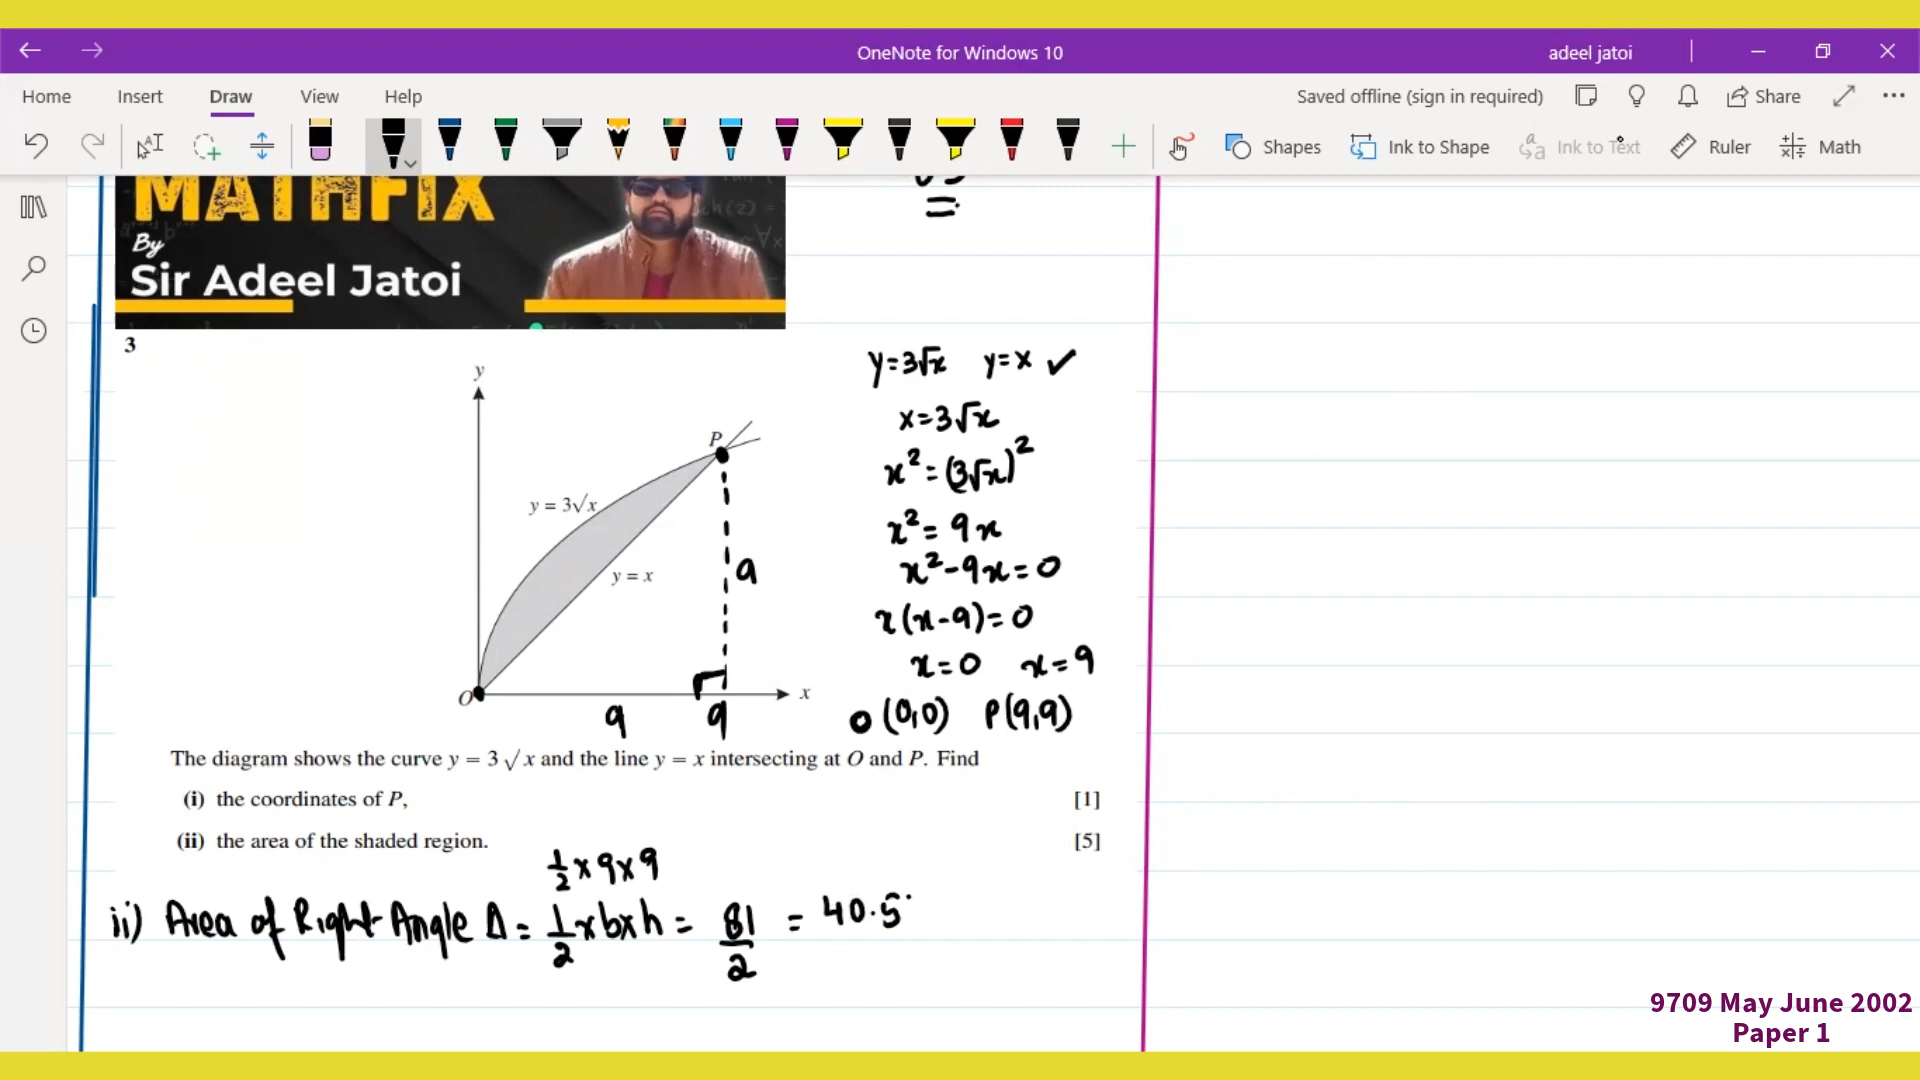 OneNote for Windows 10
adeel jatoi
Home Insert Draw View Help
Saved offline (sign in required) Share
Shapes Ink to Shape Ink to Text Ruler Math
MATHFIX
By
Sir Adeel Jatoi
3
y
P
y = 3√x
y = x
9
O
x
9 9
y=3√x y=x ✓
x=3√x
x²=(3√x)²
x²=9x
x²-9x=0
x(x-9)=0
x=0 x=9
O(0,0) P(9,9)
The diagram shows the curve y = 3√x and the line y = x intersecting at O and P. Find
(i) the coordinates of P, [1]
(ii) the area of the shaded region. [5]
½×9×9
ii) Area of Right Angle Δ = ½×b×h = 81/2 = 40.5
9709 May June 2002
Paper 1